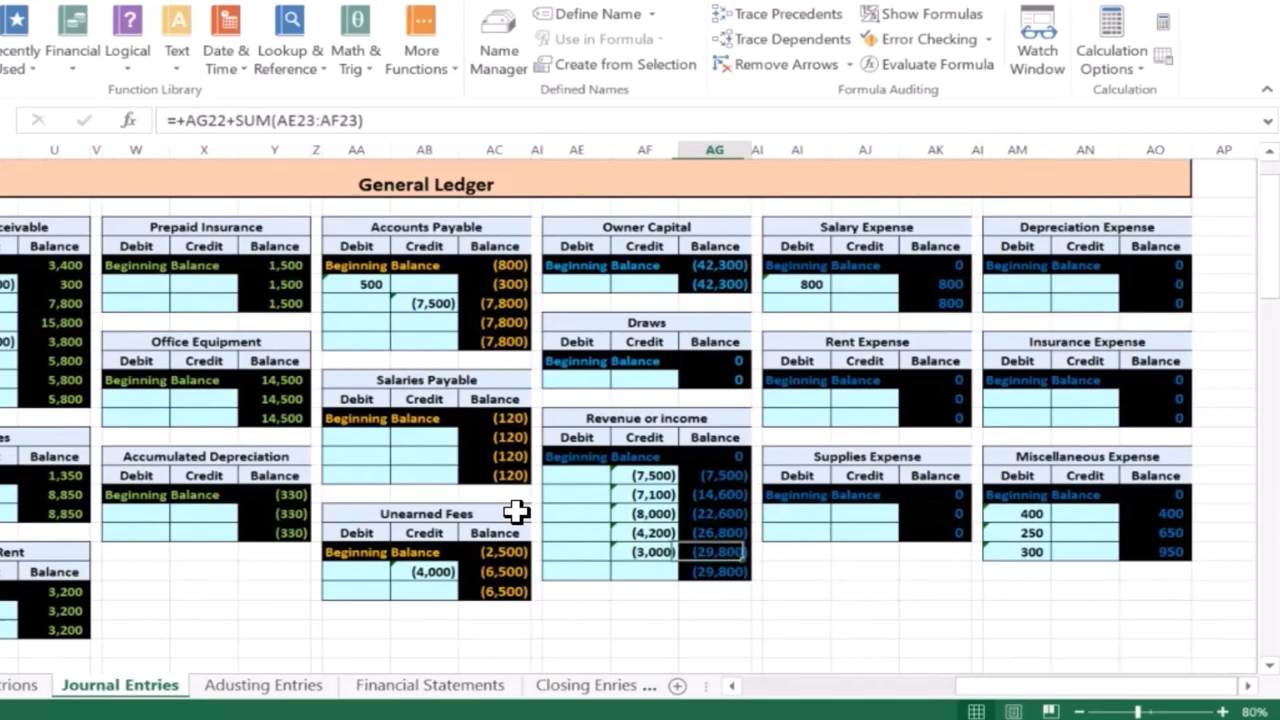 ecently Financial Logical Text Date & Lookup & Math & More
Used Time Reference Trig Functions
Function Library
Name Manager
Define Name
Use in Formula
Create from Selection
Defined Names
Trace Precedents Show Formulas
Trace Dependents Error Checking
Remove Arrows Evaluate Formula
Formula Auditing
Watch Window
Calculation Options
Calculation
fx =+AG22+SUM(AE23:AF23)
U V W X Y Z AA AB AC AI AE AF AG AI AI AJ AK AI AM AN AO AP
General Ledger
ceivable Prepaid Insurance Accounts Payable Owner Capital Salary Expense Depreciation Expense
Balance Debit Credit Balance Debit Credit Balance Debit Credit Balance Debit Credit Balance Debit Credit Balance
3,400 Beginning Balance 1,500 Beginning Balance (800) Beginning Balance (42,300) Beginning Balance 0 Beginning Balance 0
00) 300 1,500 500 (300) (42,300) 800 800 0
7,800 1,500 (7,500) (7,800) 800 0
15,800 (7,800) Draws
00) 3,800 Office Equipment (7,800) Debit Credit Balance Rent Expense Insurance Expense
5,800 Debit Credit Balance Beginning Balance 0 Debit Credit Balance Debit Credit Balance
5,800 Beginning Balance 14,500 Salaries Payable 0 Beginning Balance 0 Beginning Balance 0
5,800 14,500 Debit Credit Balance 0 0
14,500 Beginning Balance (120) Revenue or income 0 0
es (120) Debit Credit Balance
Balance Accumulated Depreciation (120) Beginning Balance 0 Supplies Expense Miscellaneous Expense
1,350 Debit Credit Balance (120) (7,500) (7,500) Debit Credit Balance Debit Credit Balance
8,850 Beginning Balance (330) (7,100) (14,600) Beginning Balance 0 Beginning Balance 0
8,850 (330) Unearned Fees (8,000) (22,600) 0 400 400
(330) Debit Credit Balance (4,200) (26,800) 0 250 650
Rent Beginning Balance (2,500) (3,000) (29,800) 300 950
Balance (4,000) (6,500) (29,800)
3,200 (6,500)
3,200
3,200
trions Journal Entries Adusting Entries Financial Statements Closing Enries ...
80%